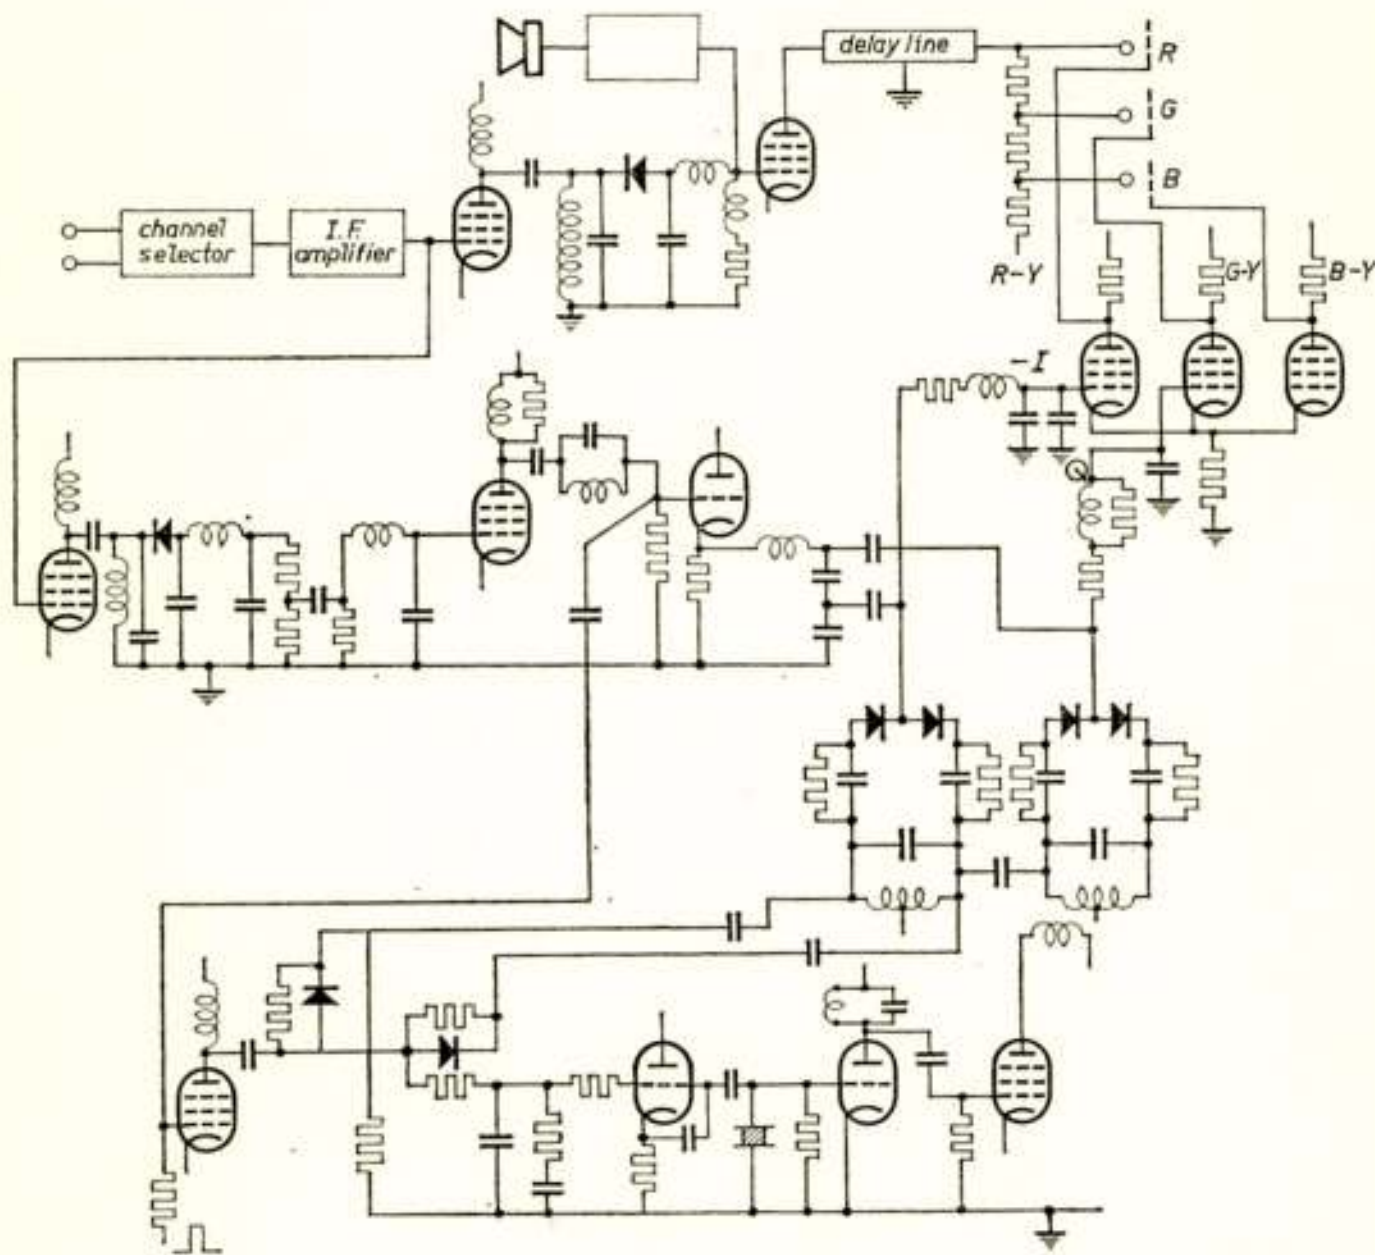 delay line
R
G
B
channel
selector
I.F.
amplifier
R-Y
G-Y
B-Y
-I
Q